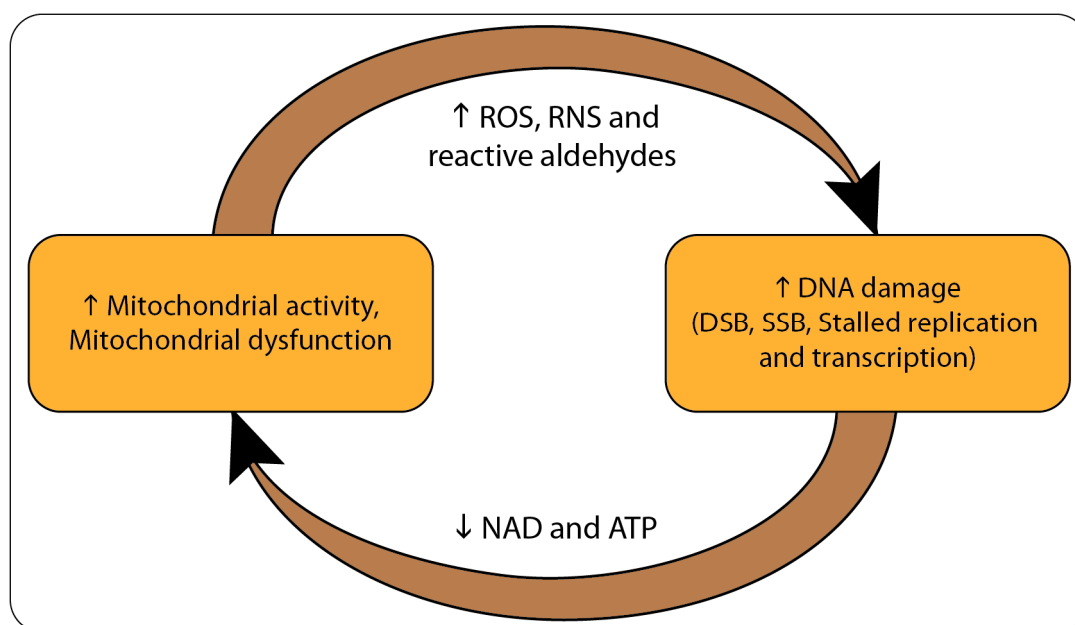 ↑ ROS, RNS and
reactive aldehydes
↑ Mitochondrial activity,
Mitochondrial dysfunction
↑ DNA damage
(DSB, SSB, Stalled replication
and transcription)
↓ NAD and ATP